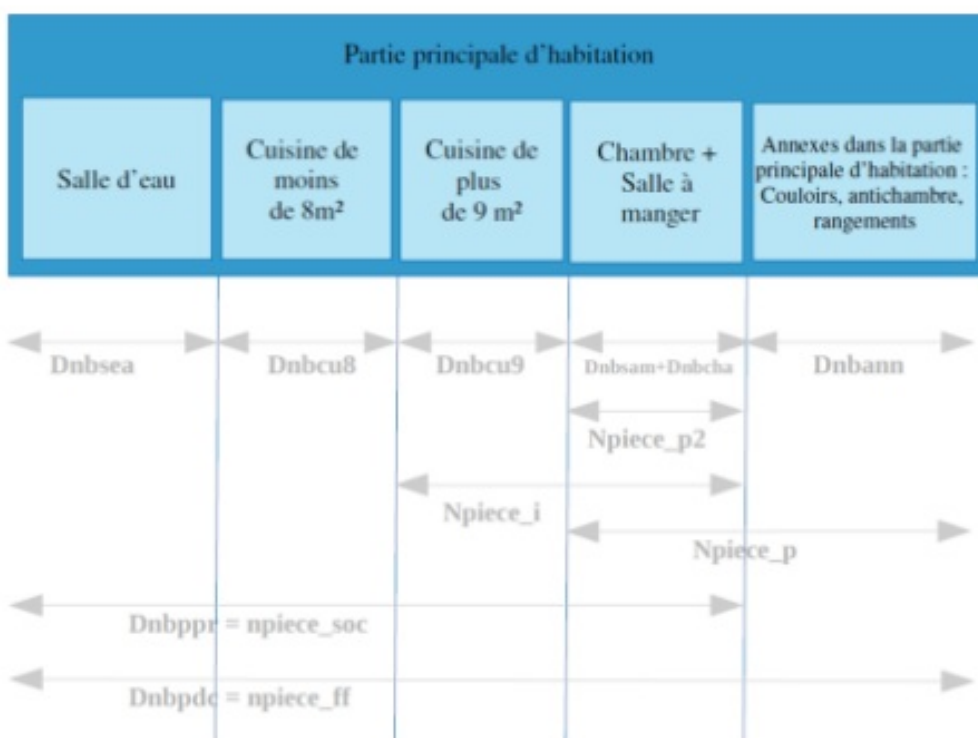 Partie principale d'habitation
Salle d'eau
Cuisine de
moins
de 8m²
Cuisine de
plus
de 9 m²
Chambre +
Salle à
manger
Annexes dans la partie
principale d'habitation :
Couloirs, antichambre,
rangements
Dnbsea
Dnbcu8
Dnbcu9
Dnbsam+Dnbcha
Dnbann
Npiece_p2
Npiece_i
Npiece_p
Dnbppr = npiece_soc
Dnbpdc = npiece_ff